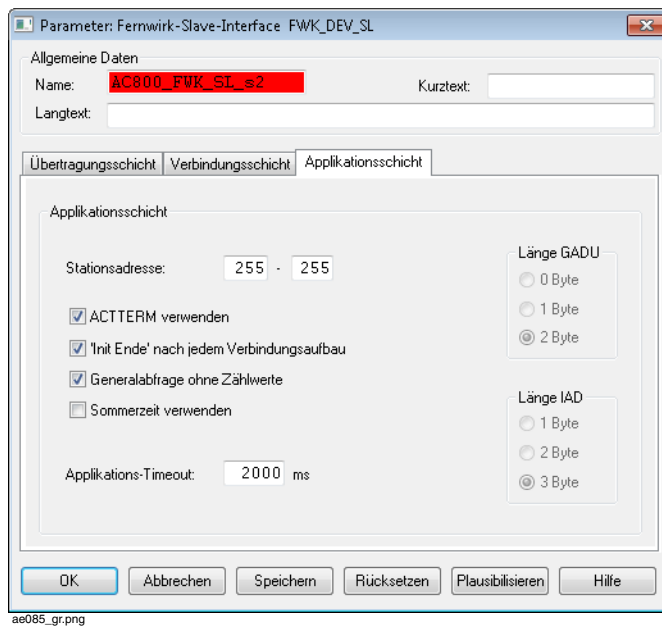 Parameter: Fernwirk-Slave-Interface FWK_DEV_SL
Allgemeine Daten
Name: AC800_FWK_SL_s2 Kurztext:
Langtext:
Übertragungsschicht Verbindungsschicht Applikationsschicht
Applikationsschicht
Stationsadresse: 255 - 255
ACTTERM verwenden
'Init Ende' nach jedem Verbindungsaufbau
Generalabfrage ohne Zählwerte
Sommerzeit verwenden
Applikations-Timeout: 2000 ms
Länge GADU
0 Byte
1 Byte
2 Byte
Länge IAD
1 Byte
2 Byte
3 Byte
OK Abbrechen Speichern Rücksetzen Plausibilisieren Hilfe
ae085_gr.png